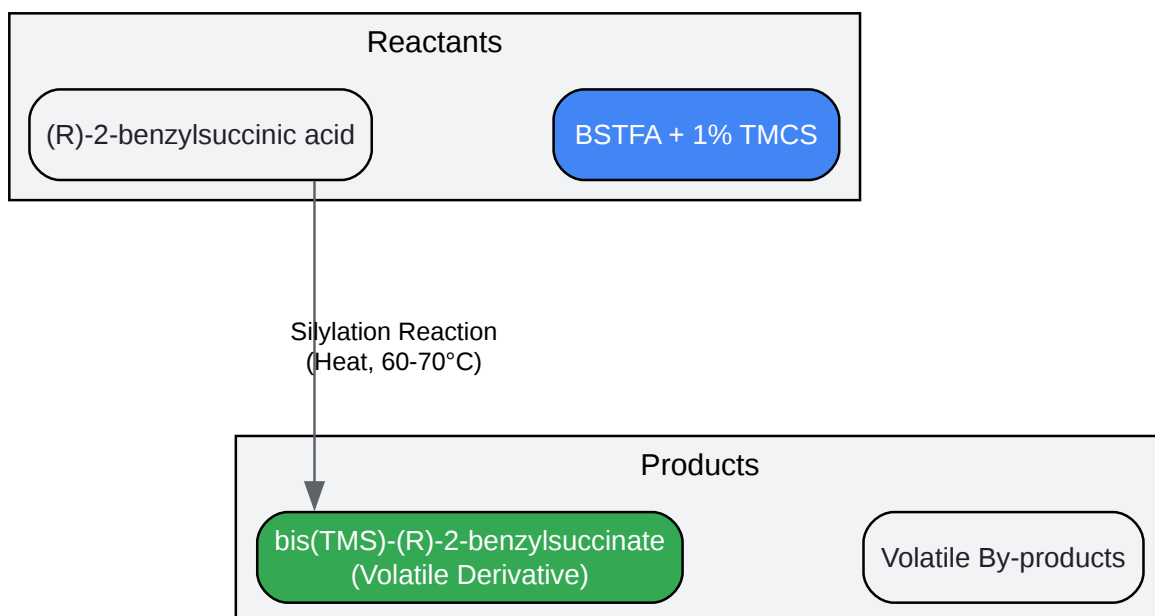 Reactants
(R)-2-benzylsuccinic acid
BSTFA + 1% TMCS
Silylation Reaction
(Heat, 60-70°C)
Products
bis(TMS)-(R)-2-benzylsuccinate
(Volatile Derivative)
Volatile By-products